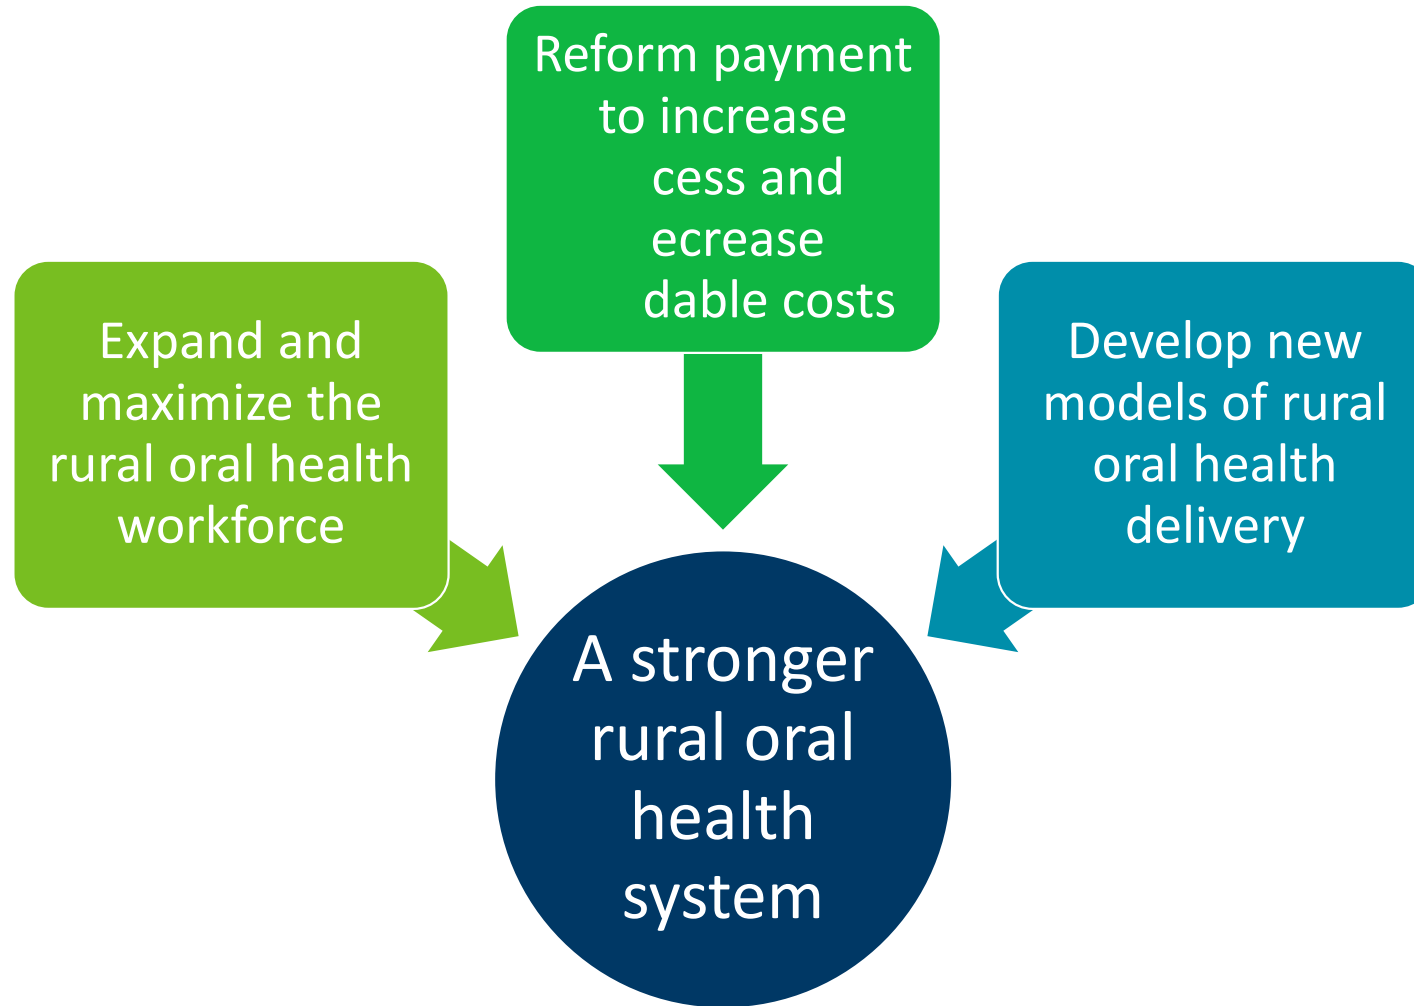 Reform payment
to increase
cess and
ecrease
dable costs
Expand and
maximize the
rural oral health
workforce
Develop new
models of rural
oral health
delivery
A stronger
rural oral
health
system